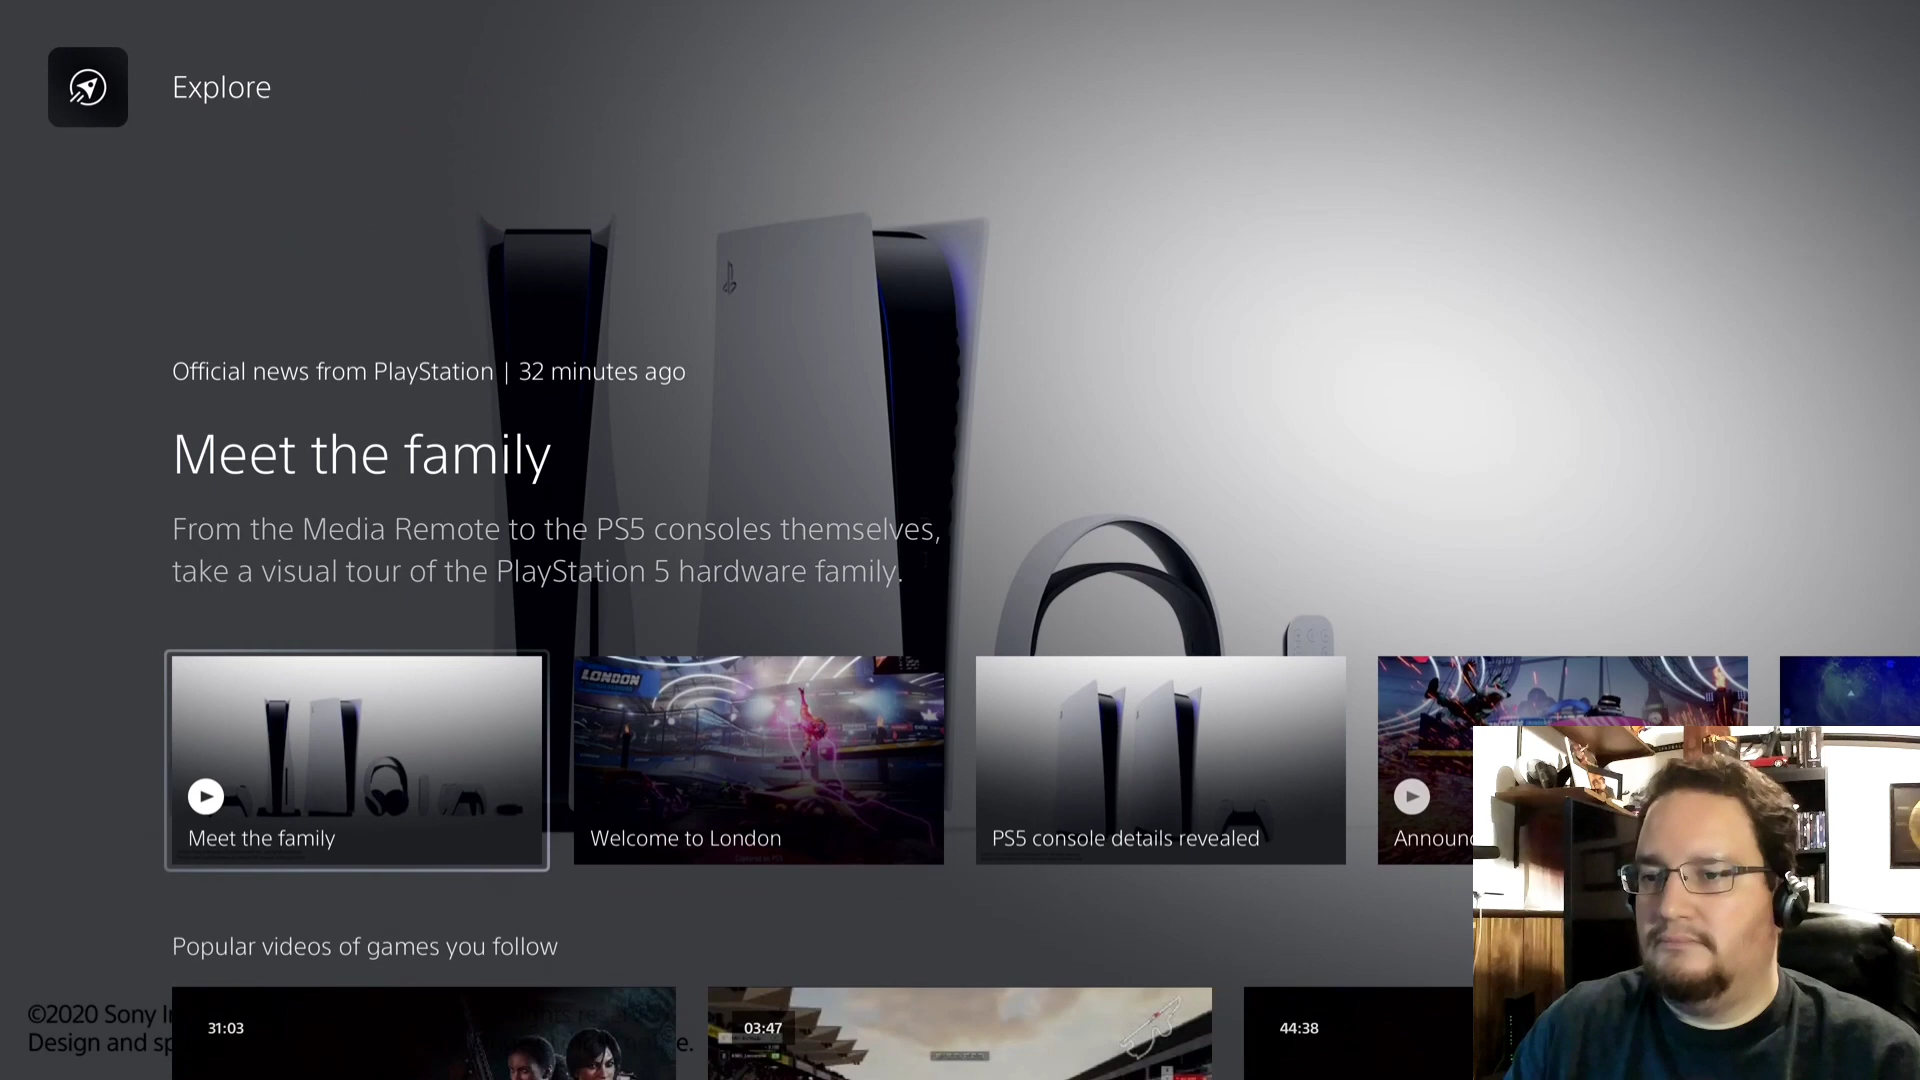 Explore
Official news from PlayStation | 32 minutes ago
Meet the family
From the Media Remote to the PS5 consoles themselves,
take a visual tour of the PlayStation 5 hardware family.
LONDON
Meet the family
Welcome to London
PS5 console details revealed
Announc
Popular videos of games you follow
©2020 Sony
Design and
31:03
03:47
44:38